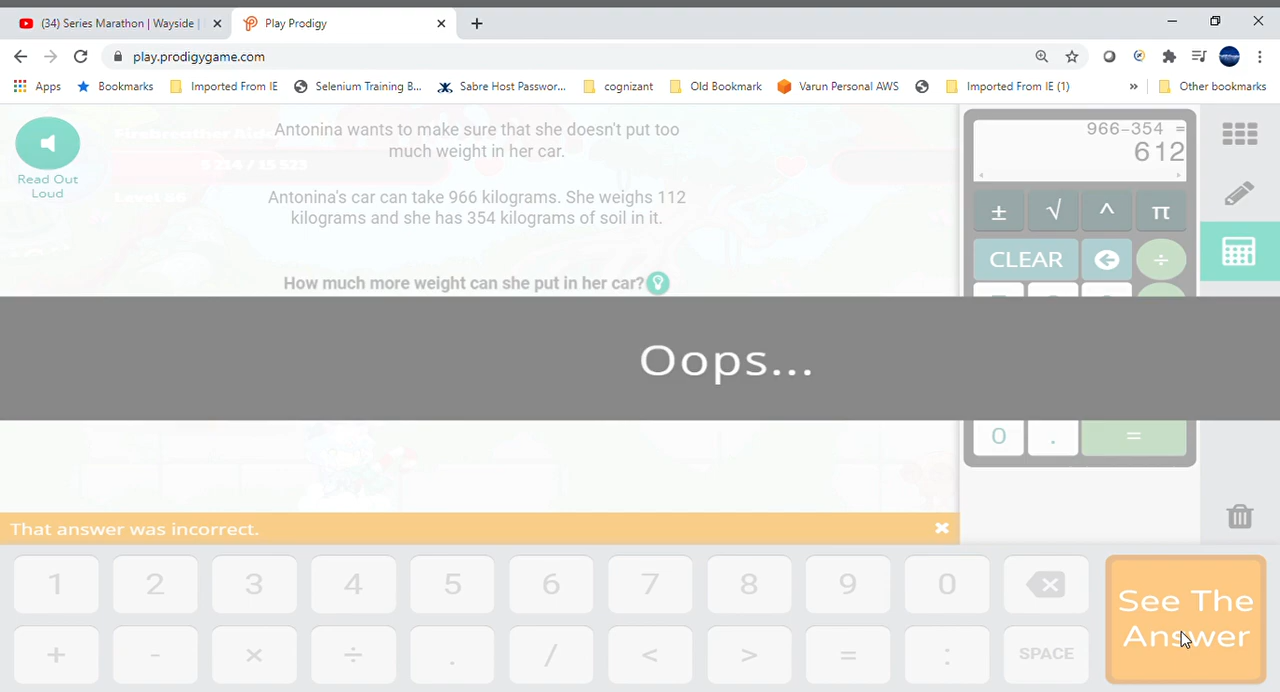 (34) Series Marathon | Wayside |
Play Prodigy
play.prodigygame.com
Apps
Bookmarks
Imported From IE
Selenium Training B...
Sabre Host Passwor...
cognizant
Old Bookmark
Varun Personal AWS
Imported From IE (1)
»
Other bookmarks
Read Out
Loud
5 214 / 15 523
Antonina wants to make sure that she doesn't put too
much weight in her car.
Antonina's car can take 966 kilograms. She weighs 112
kilograms and she has 354 kilograms of soil in it.
How much more weight can she put in her car?
966-354 =
612
± √ ^ π
CLEAR ÷
Oops...
0 . =
That answer was incorrect.
1 2 3 4 5 6 7 8 9 0
+ - × ÷ . / < > = : SPACE
See The
Answer